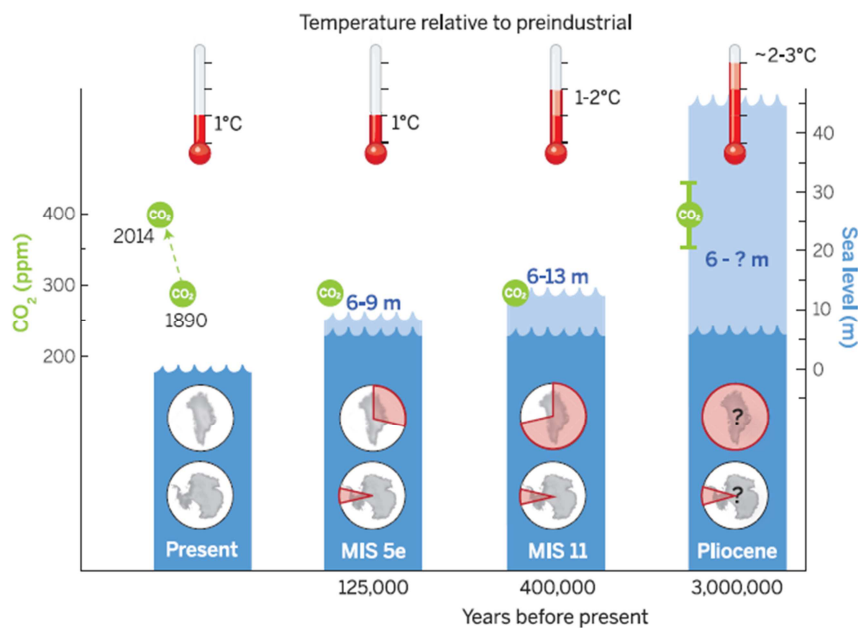 Temperature relative to preindustrial
1°C
1°C
1-2°C
~2-3°C
CO₂ (ppm)
400
300
200
2014
CO₂
CO₂
1890
CO₂
6-9 m
CO₂
6-13 m
CO₂
6 - ? m
Sea level (m)
40
30
20
10
0
?
?
Present
MIS 5e
MIS 11
Pliocene
125,000
400,000
3,000,000
Years before present